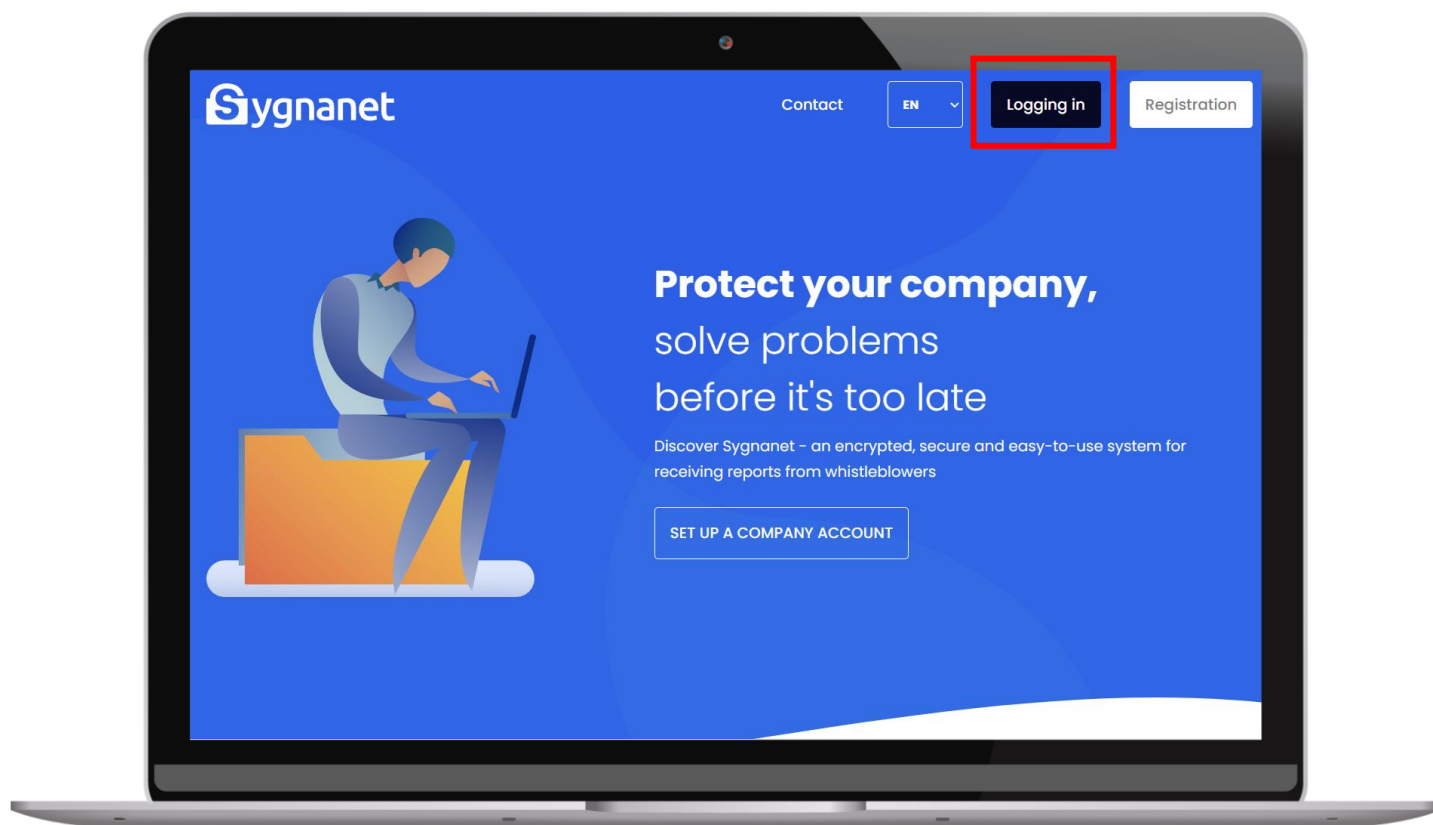 Sygnanet
Contact
EN
Logging in
Registration
Protect your company,
solve problems
before it's too late
Discover Sygnanet - an encrypted, secure and easy-to-use system for
receiving reports from whistleblowers
SET UP A COMPANY ACCOUNT